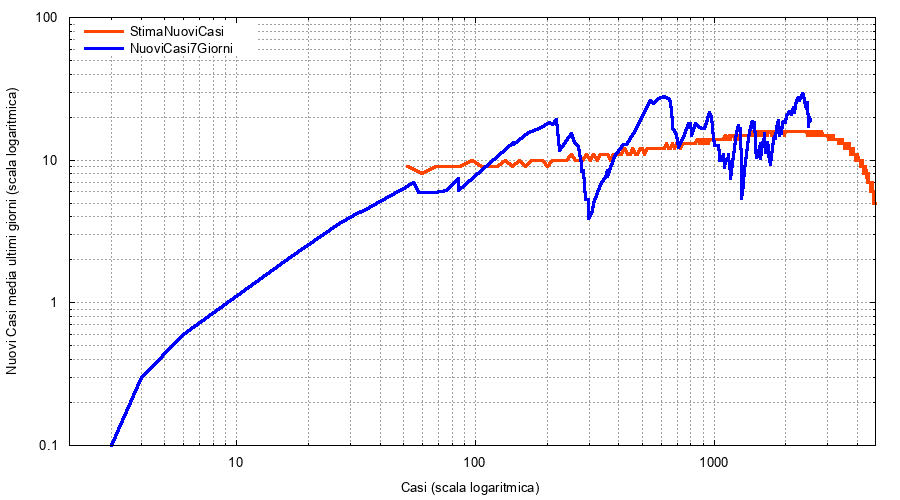 StimaNuoviCasi
NuoviCasi7Giorni
Nuovi Casi media ultimi giorni (scala logaritmica)
100
10
1
0.1
10
100
1000
Casi (scala logaritmica)